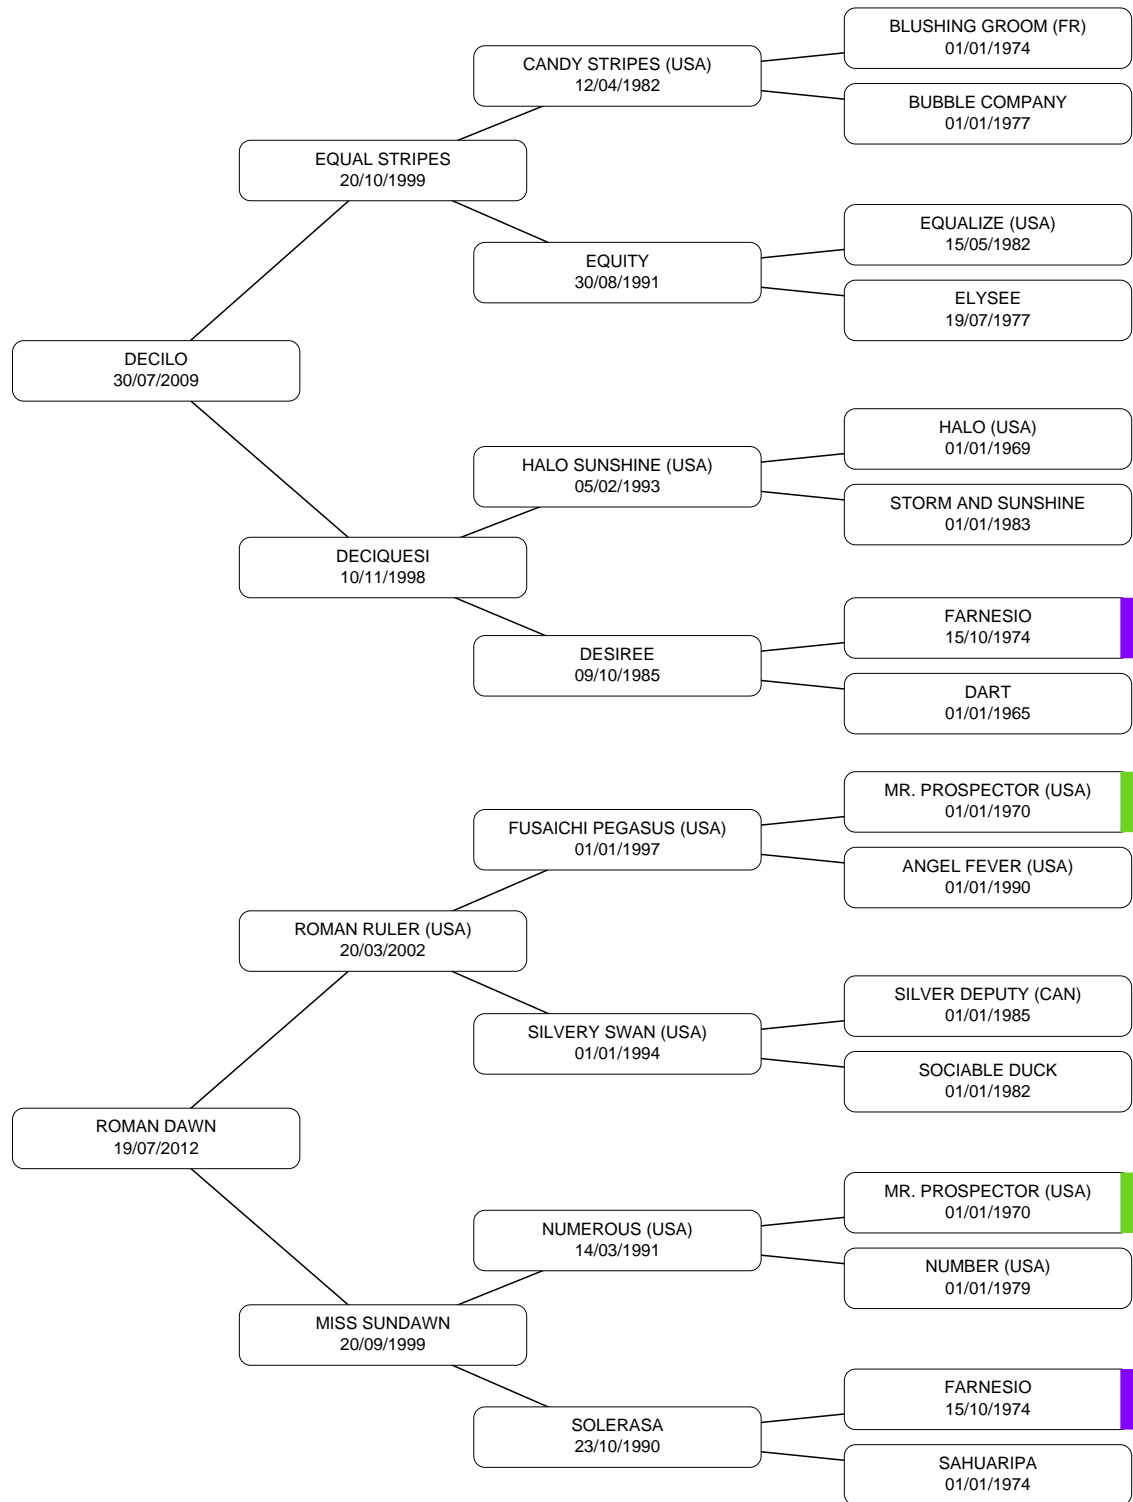 BLUSHING GROOM (FR)
01/01/1974
CANDY STRIPES (USA)
12/04/1982
BUBBLE COMPANY
01/01/1977
EQUAL STRIPES
20/10/1999
EQUALIZE (USA)
15/05/1982
EQUITY
30/08/1991
ELYSEE
19/07/1977
DECILO
30/07/2009
HALO (USA)
01/01/1969
HALO SUNSHINE (USA)
05/02/1993
STORM AND SUNSHINE
01/01/1983
DECIQUESI
10/11/1998
FARNESIO
15/10/1974
DESIREE
09/10/1985
DART
01/01/1965
MR. PROSPECTOR (USA)
01/01/1970
FUSAICHI PEGASUS (USA)
01/01/1997
ANGEL FEVER (USA)
01/01/1990
ROMAN RULER (USA)
20/03/2002
SILVER DEPUTY (CAN)
01/01/1985
SILVERY SWAN (USA)
01/01/1994
SOCIABLE DUCK
01/01/1982
ROMAN DAWN
19/07/2012
MR. PROSPECTOR (USA)
01/01/1970
NUMEROUS (USA)
14/03/1991
NUMBER (USA)
01/01/1979
MISS SUNDAWN
20/09/1999
FARNESIO
15/10/1974
SOLERASA
23/10/1990
SAHUARIPA
01/01/1974